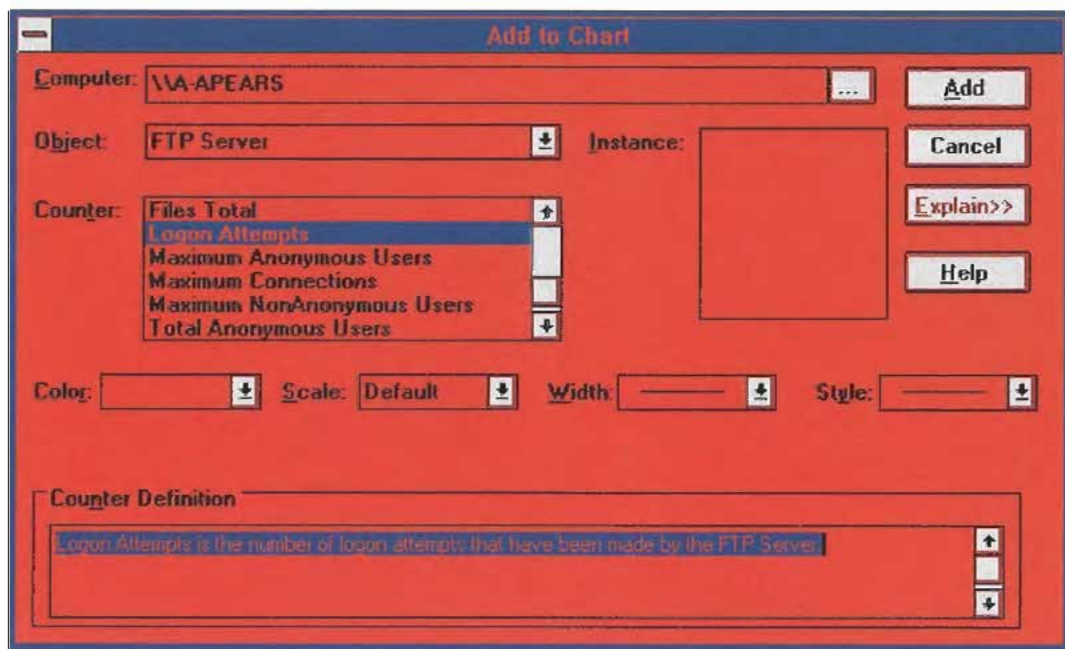 Add to Chart
Computer: \\A-APEARS ... Add
Object: FTP Server Instance: Cancel
Counter: Files Total Explain>>
Logon Attempts
Maximum Anonymous Users
Maximum Connections Help
Maximum NonAnonymous Users
Total Anonymous Users
Color: Scale: Default Width: Style:
Counter Definition
Logon Attempts is the number of logon attempts that have been made by the FTP Server